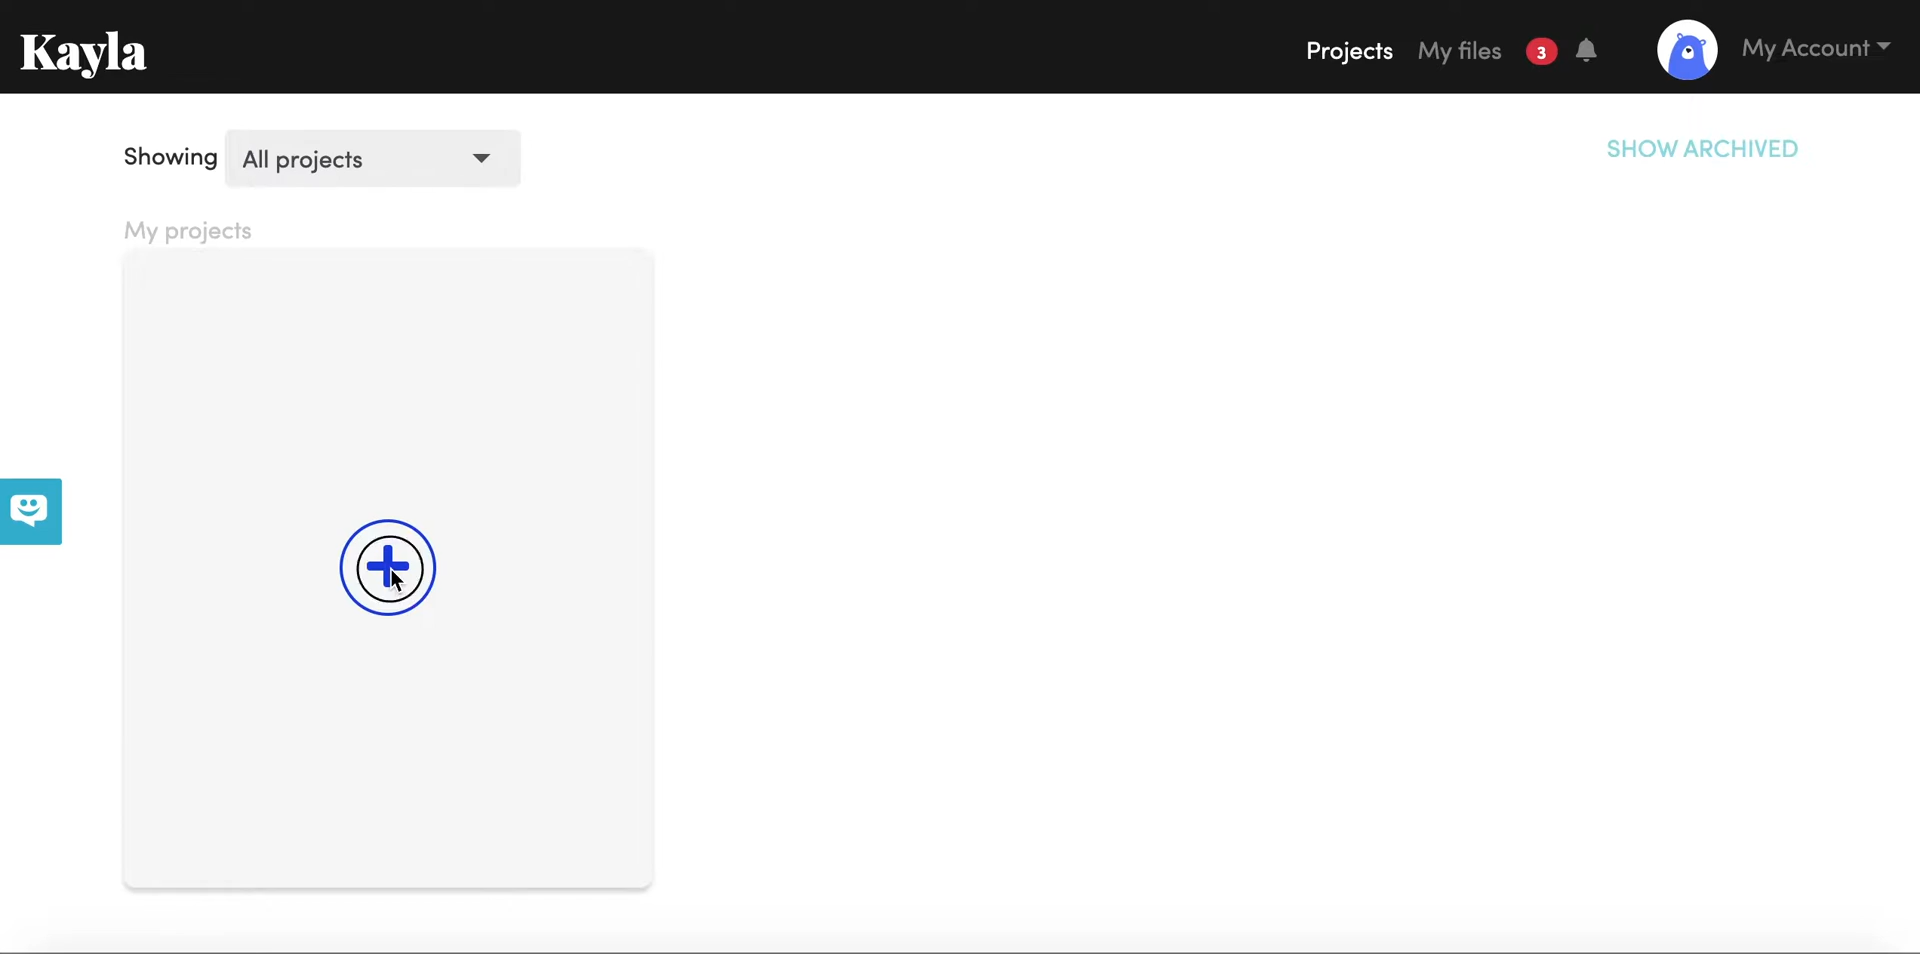 Kayla
Projects
My files
3
My Account
Showing
All projects
SHOW ARCHIVED
My projects